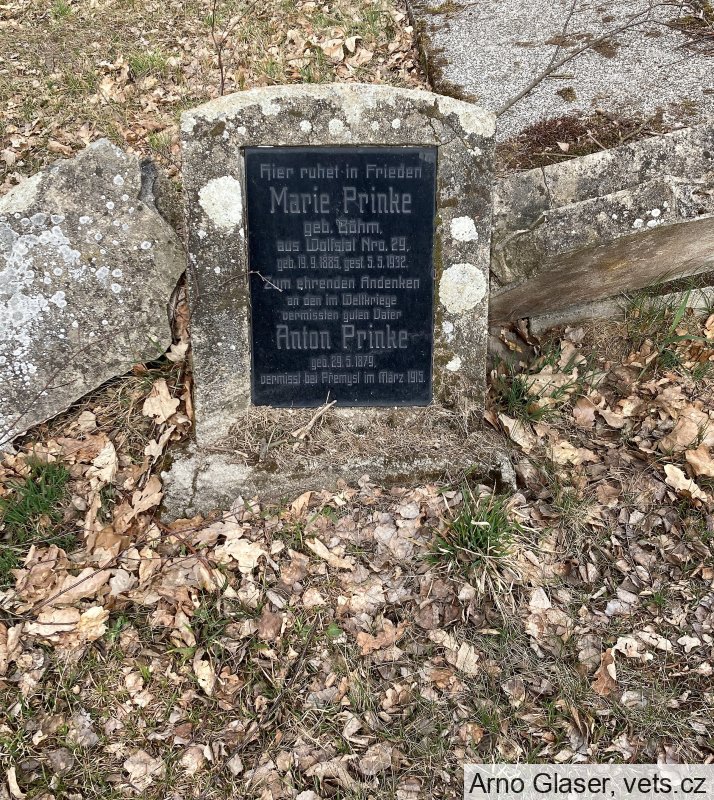 Hier ruhet in Frieden
Marie Prinke
geb. Böhm,
aus Wolfstal Nro. 29,
geb. 19.9.1885, gest. 5.5.1932.
Zum ehrenden Andenken
an den im Weltkriege
vermissten guten Vater
Anton Prinke
geb. 29.5.1879,
vermisst bei Přemysl im März 1915.
Arno Glaser, vets.cz